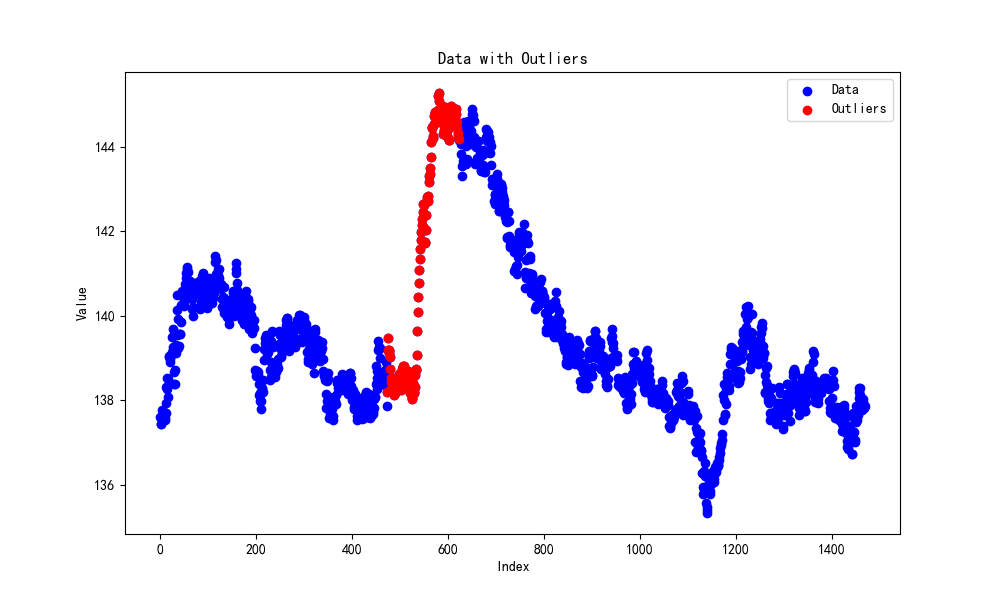 Data with Outliers
Data
Outliers
Value
144
142
140
138
136
0 200 400 600 800 1000 1200 1400
Index